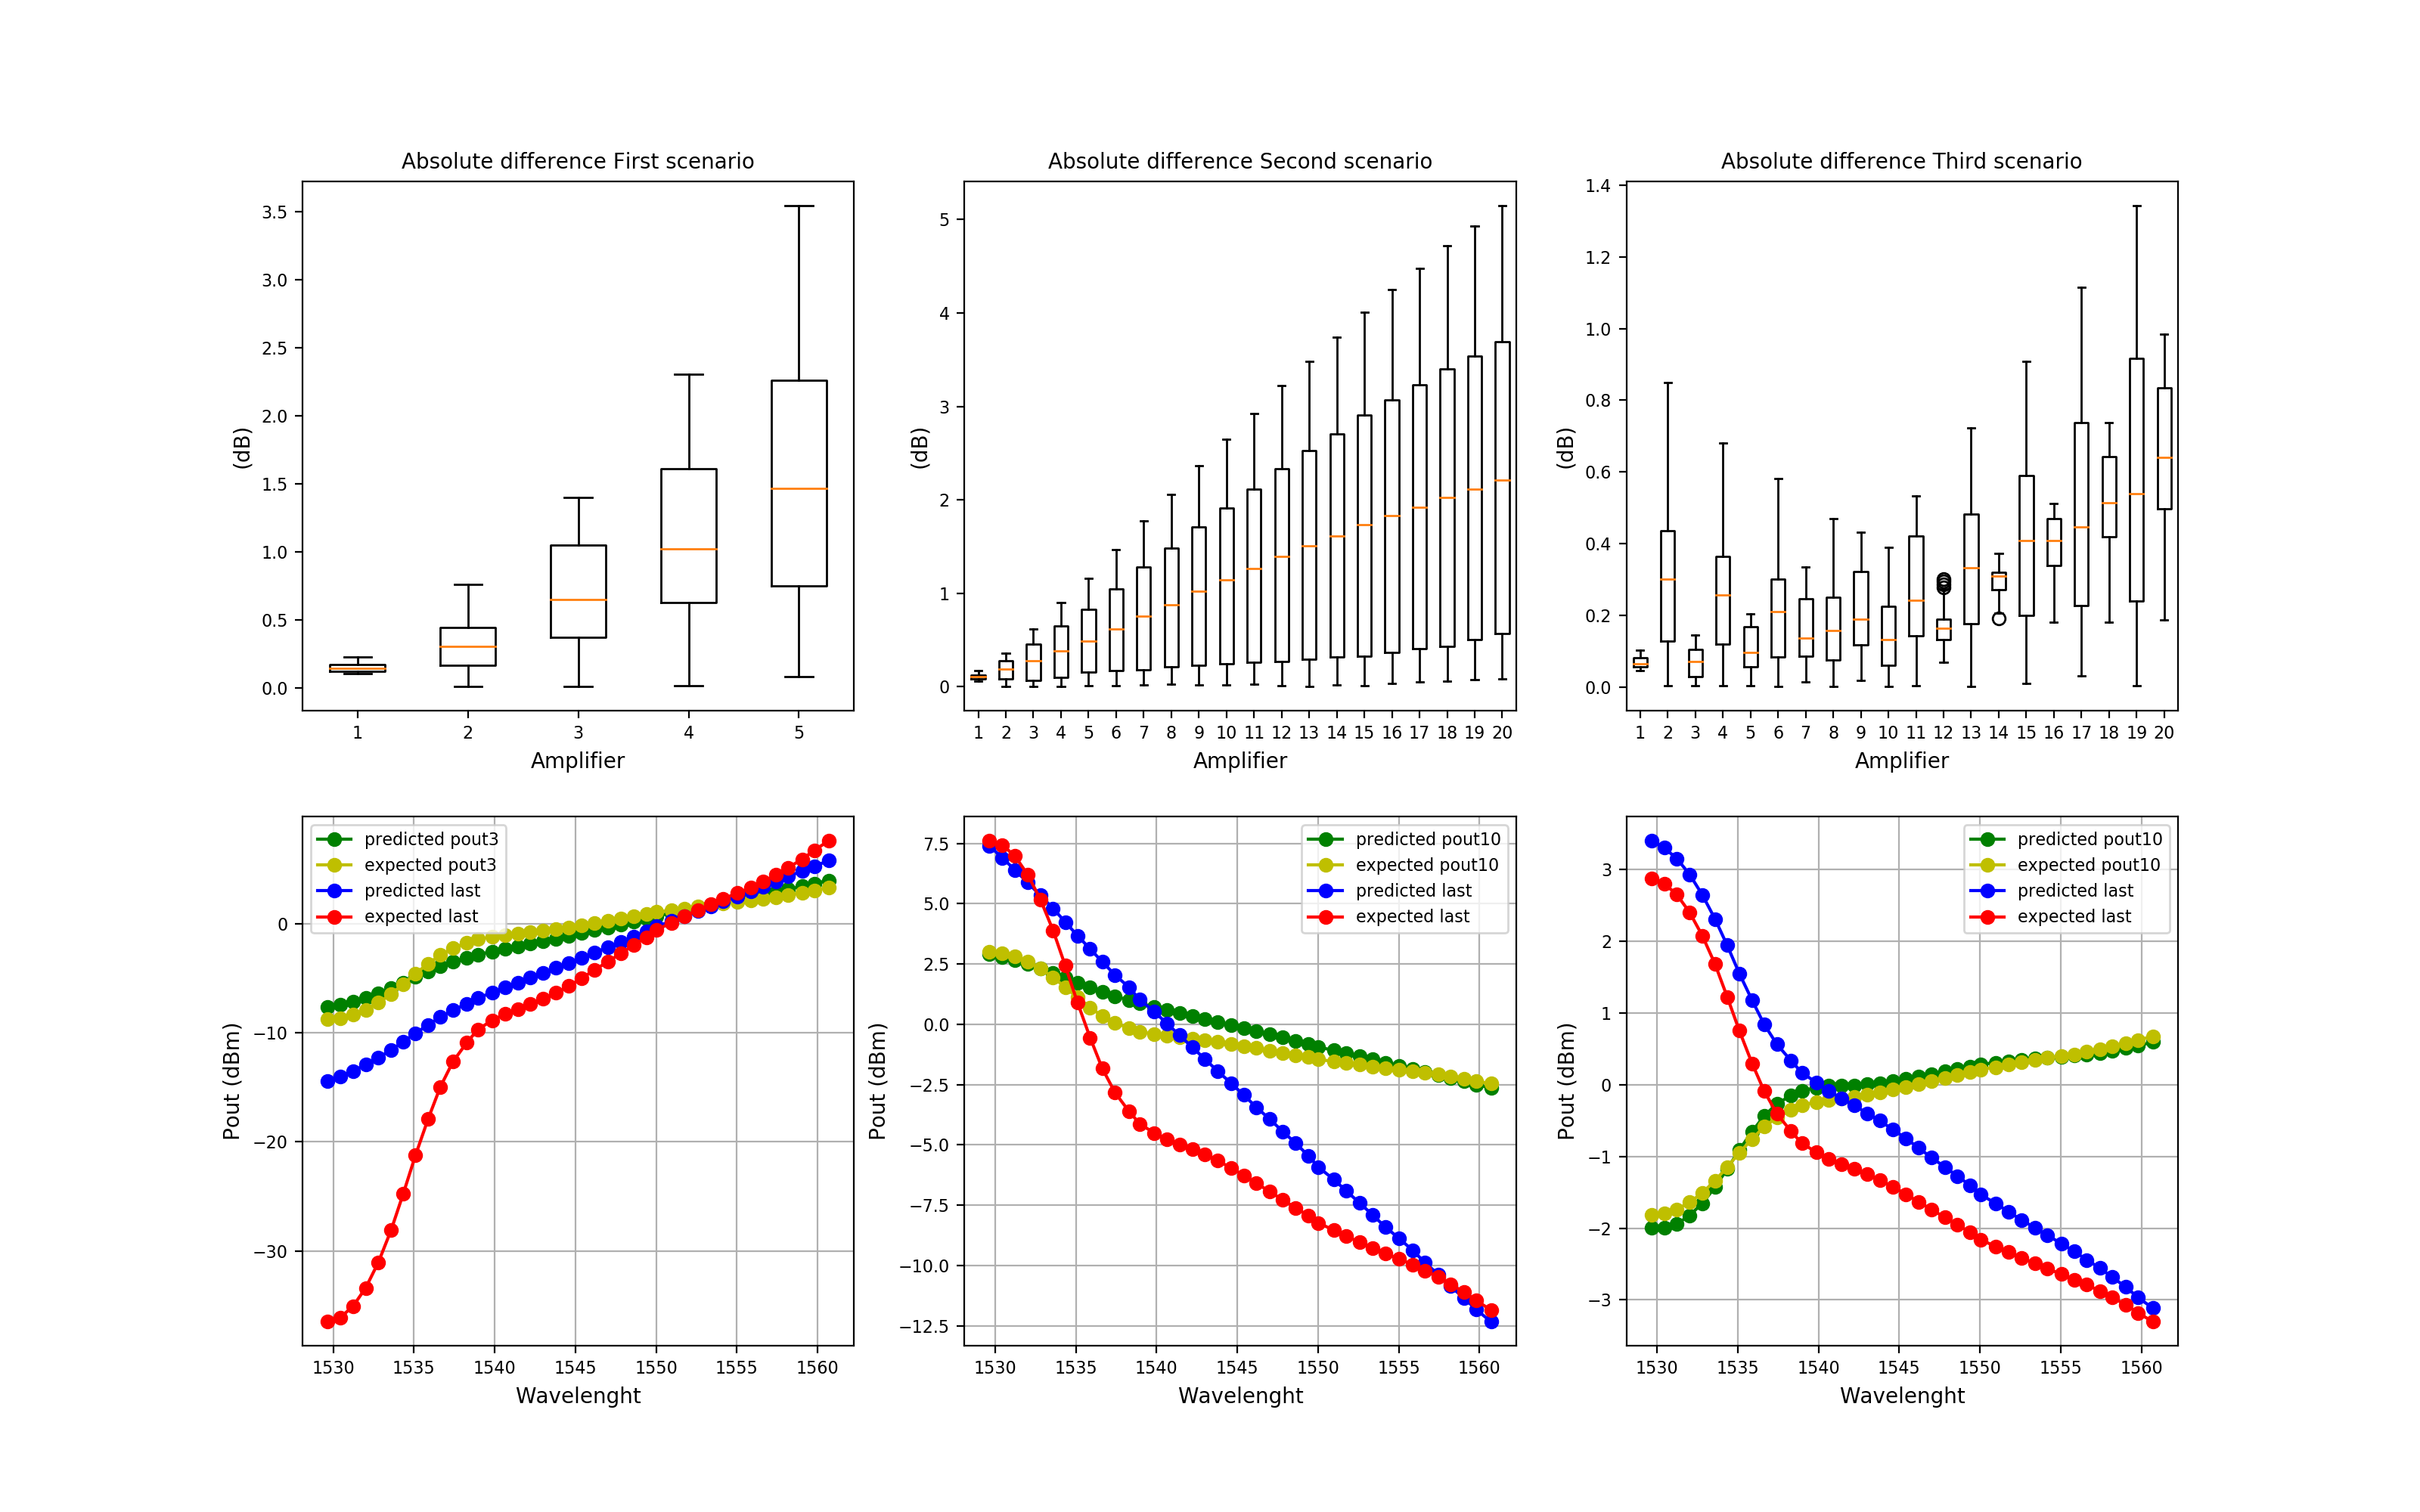 Absolute difference First scenario
3.5
3.0
2.5
2.0
1.5
1.0
0.5
0.0
(dB)
1 2 3 4 5
Amplifier
Absolute difference Second scenario
5
4
3
2
1
0
(dB)
1 2 3 4 5 6 7 8 9 10 11 12 13 14 15 16 17 18 19 20
Amplifier
Absolute difference Third scenario
1.4
1.2
1.0
0.8
0.6
0.4
0.2
0.0
(dB)
1 2 3 4 5 6 7 8 9 10 11 12 13 14 15 16 17 18 19 20
Amplifier
predicted pout3
expected pout3
predicted last
expected last
0
−10
−20
−30
Pout (dBm)
1530 1535 1540 1545 1550 1555 1560
Wavelenght
predicted pout10
expected pout10
predicted last
expected last
7.5
5.0
2.5
0.0
−2.5
−5.0
−7.5
−10.0
−12.5
Pout (dBm)
1530 1535 1540 1545 1550 1555 1560
Wavelenght
predicted pout10
expected pout10
predicted last
expected last
3
2
1
0
−1
−2
−3
Pout (dBm)
1530 1535 1540 1545 1550 1555 1560
Wavelenght